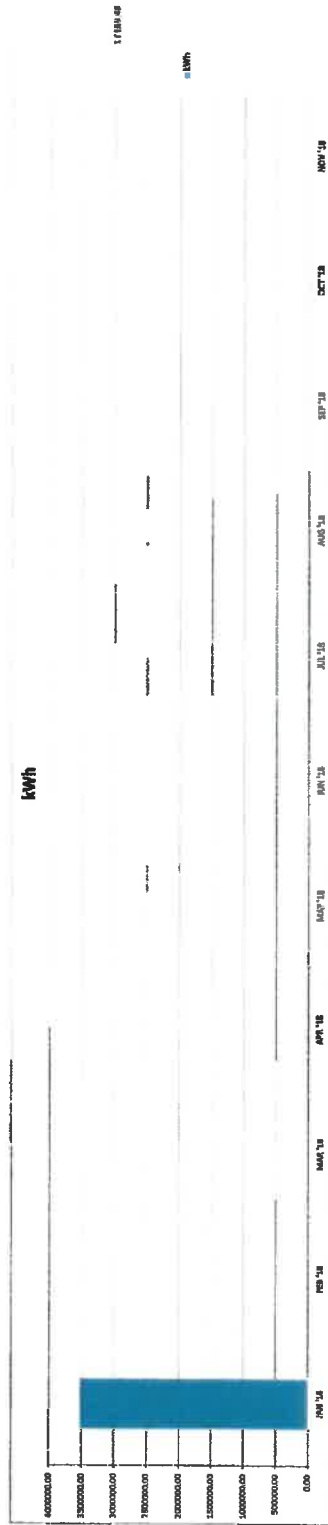 kWh
4000000.00
3500000.00
3000000.00
2500000.00
2000000.00
1500000.00
1000000.00
500000.00
0.00
JAN '18
FEB '18
MAR '18
APR '18
MAY '18
JUN '18
JUL '18
AUG '18
SEP '18
OCT '18
NOV '18
kWh